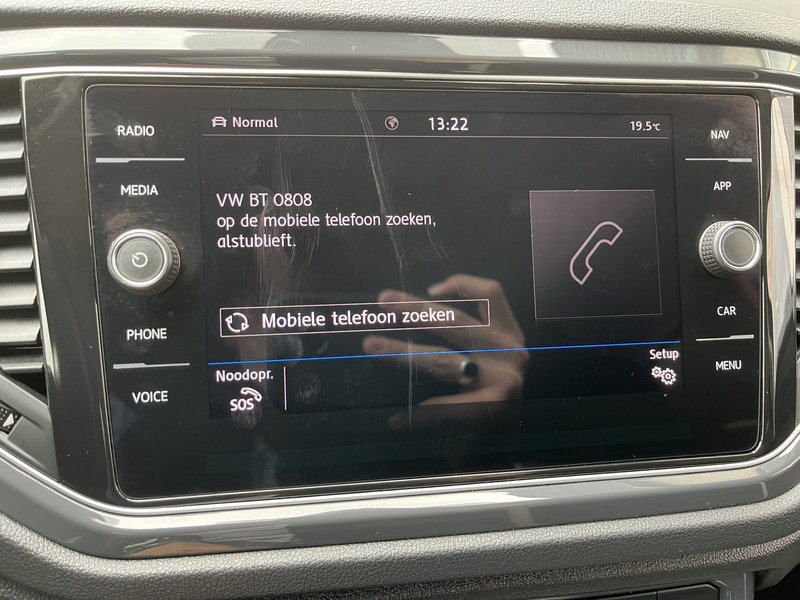 RADIO
MEDIA
PHONE
VOICE
Normal
13:22
19.5°C
VW BT 0808
op de mobiele telefoon zoeken,
alstublieft.
Mobiele telefoon zoeken
Noodopr.
SOS
Setup
NAV
APP
CAR
MENU